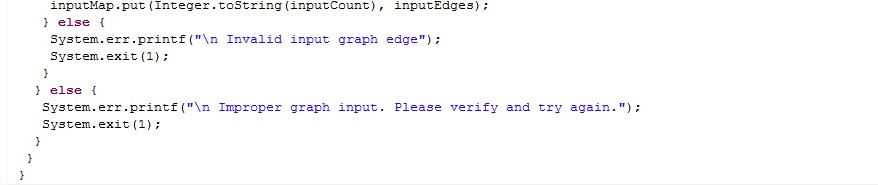 inputMap.put(Integer.toString(inputCount), inputEdges);
} else {
System.err.printf("\n Invalid input graph edge");
System.exit(1);
}
} else {
System.err.printf("\n Improper graph input. Please verify and try again.");
System.exit(1);
}
}
}